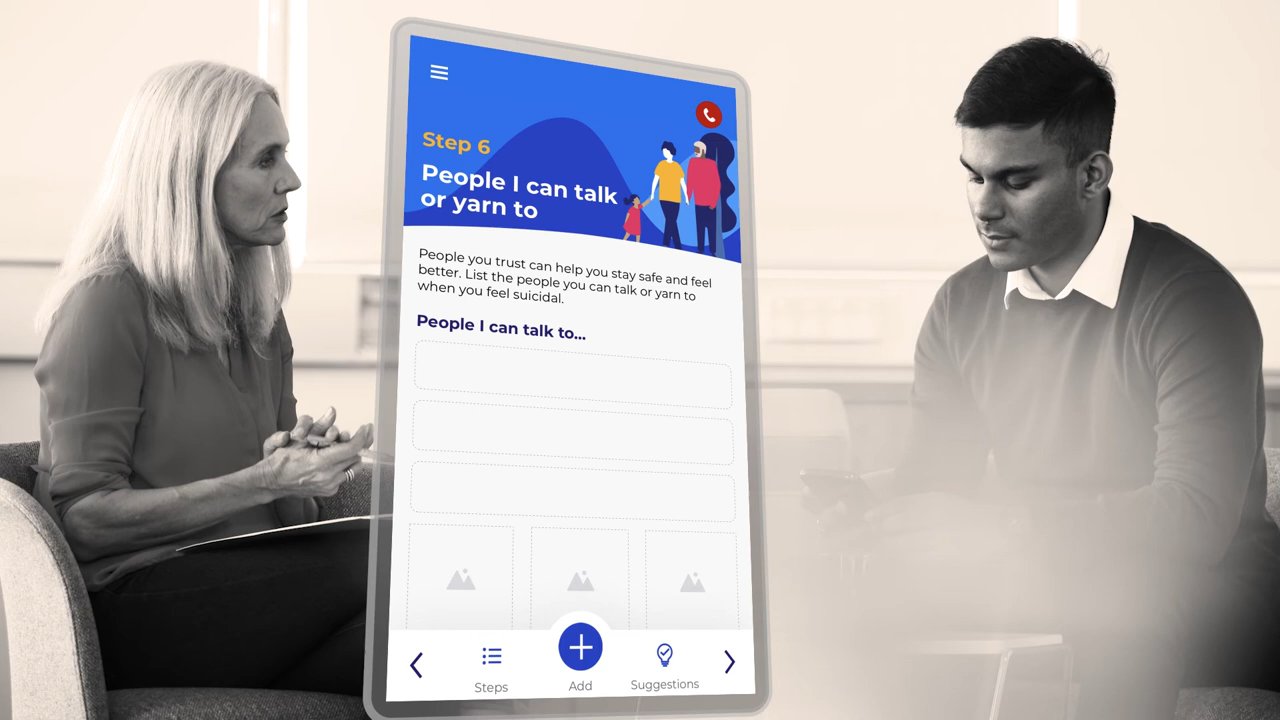 Step 6
People I can talk
or yarn to
People you trust can help you stay safe and feel
better. List the people you can talk or yarn to
when you feel suicidal.
People I can talk to...
Steps
Add
Suggestions